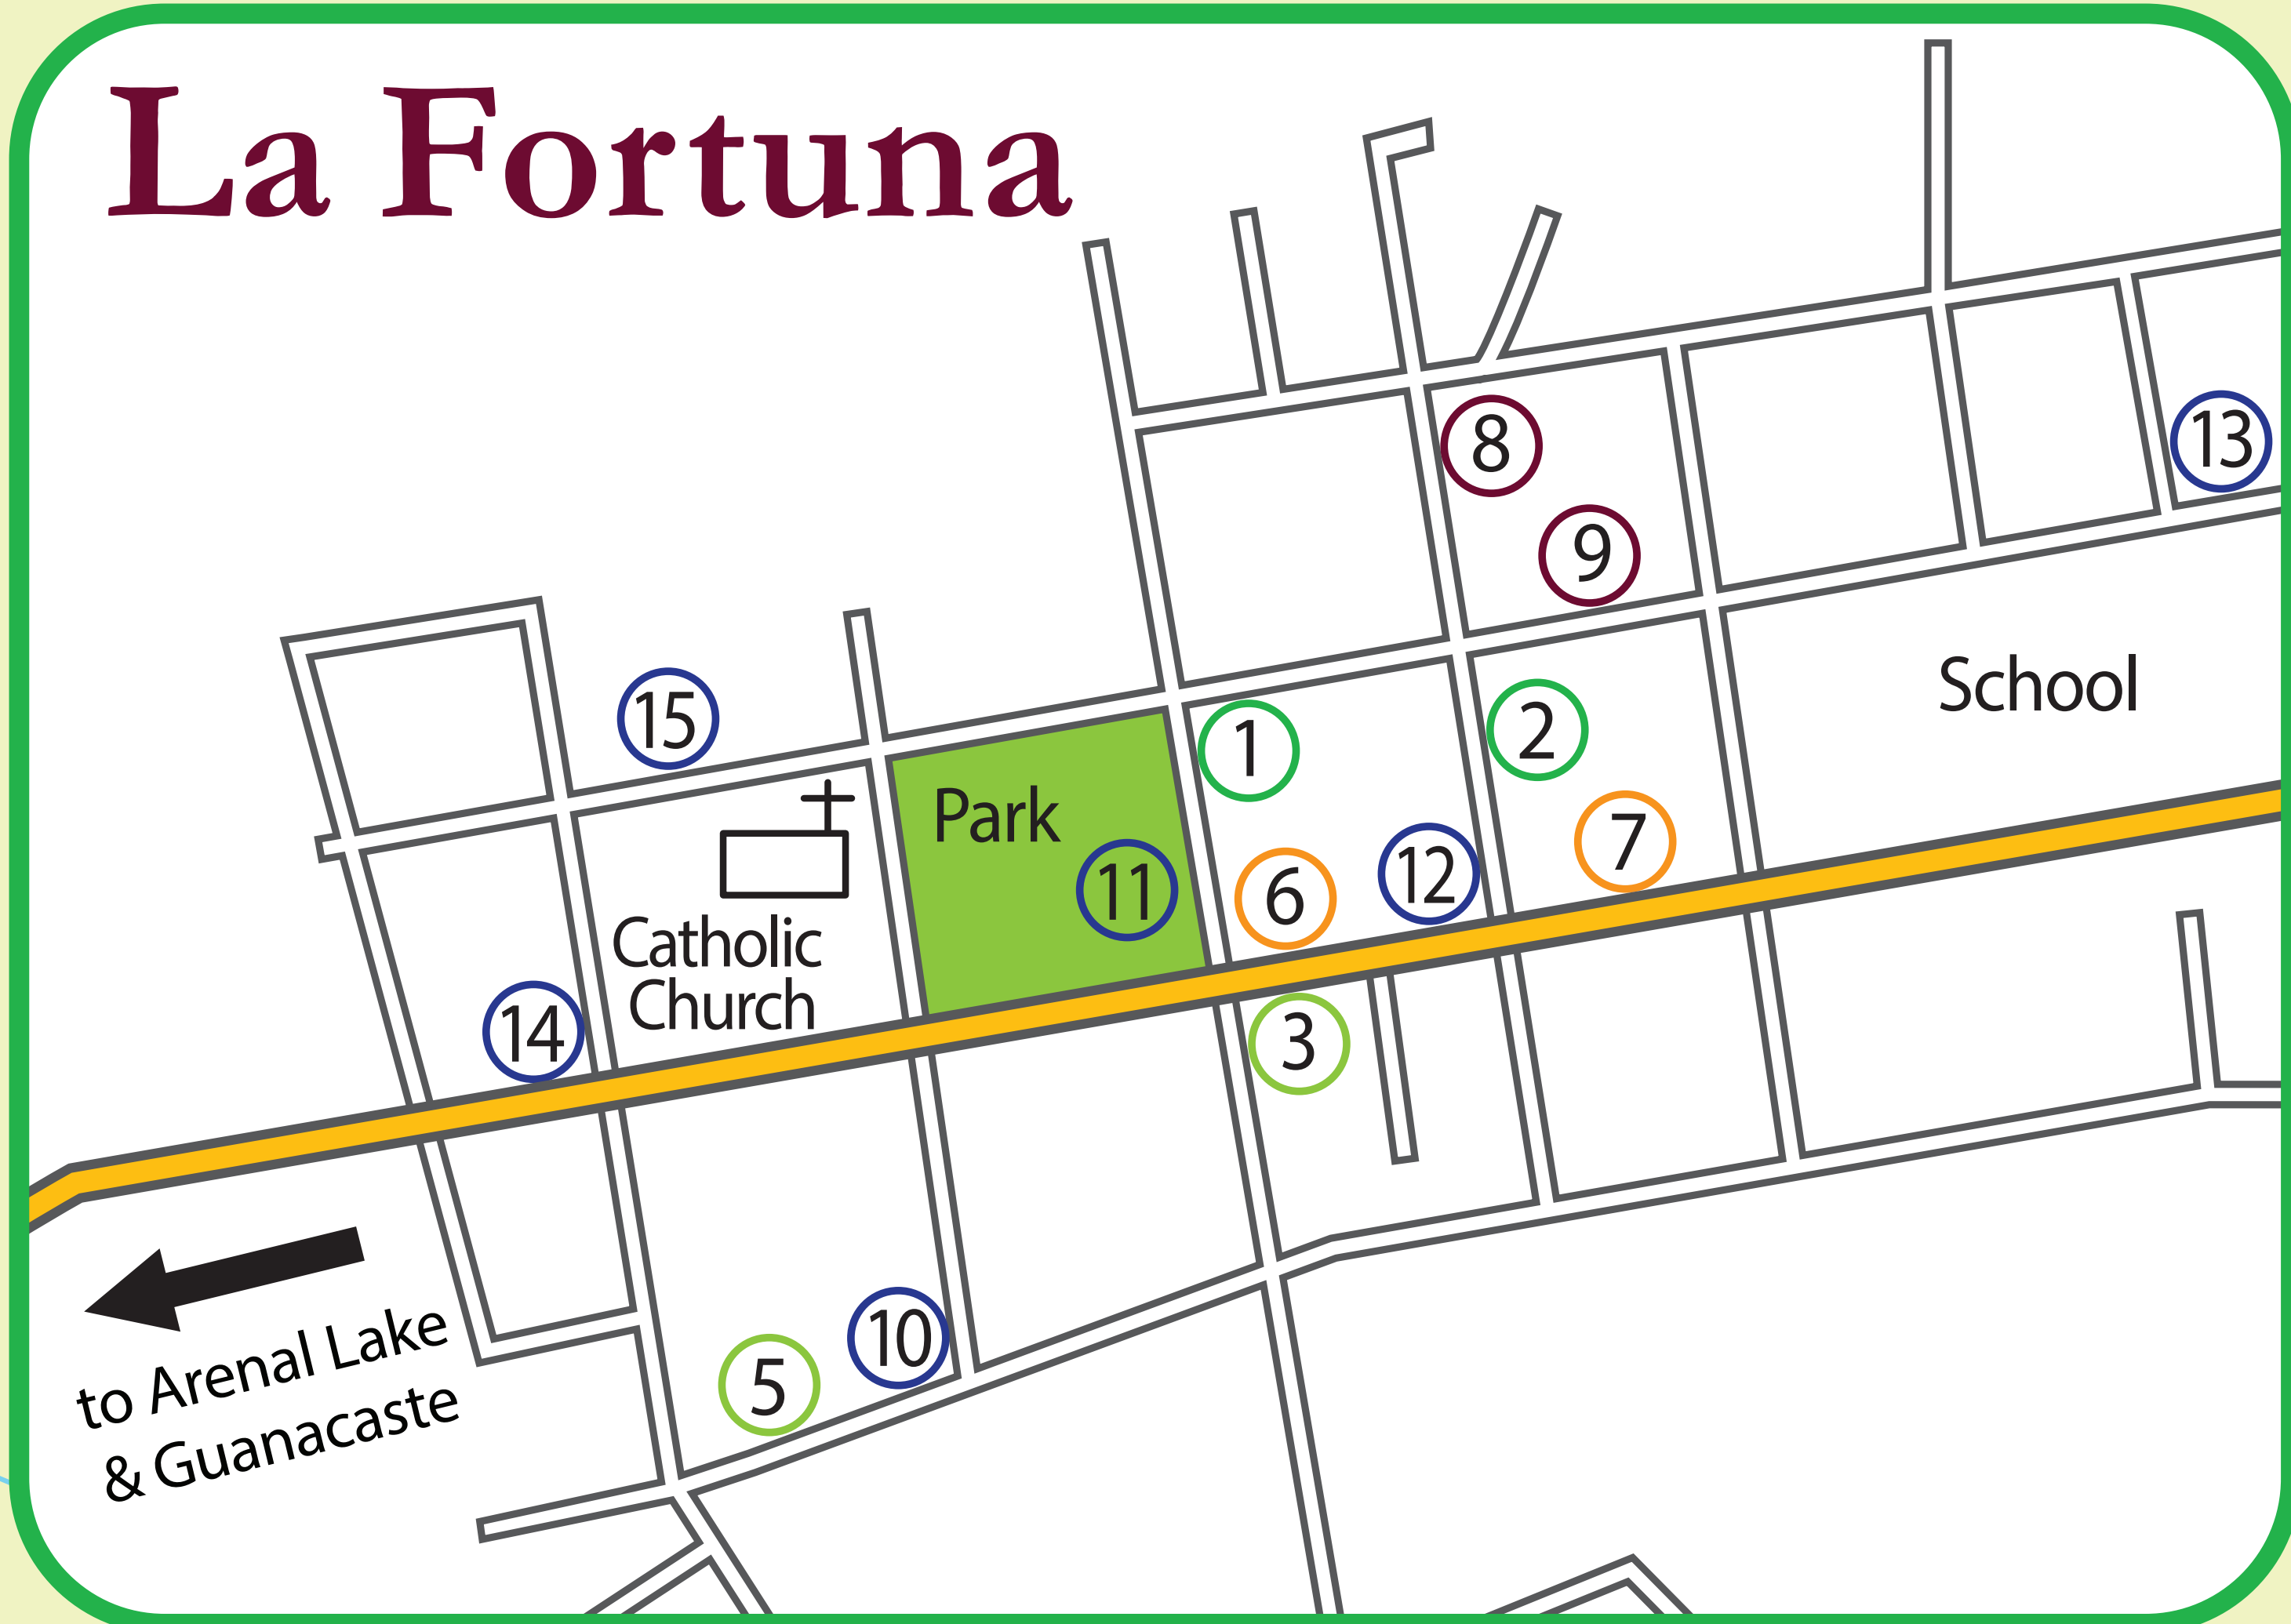 La Fortuna
8
13
9
School
15
1
2
Park
7
11
6
12
Catholic
Church
14
3
10
5
to Arenal Lake
& Guanacaste